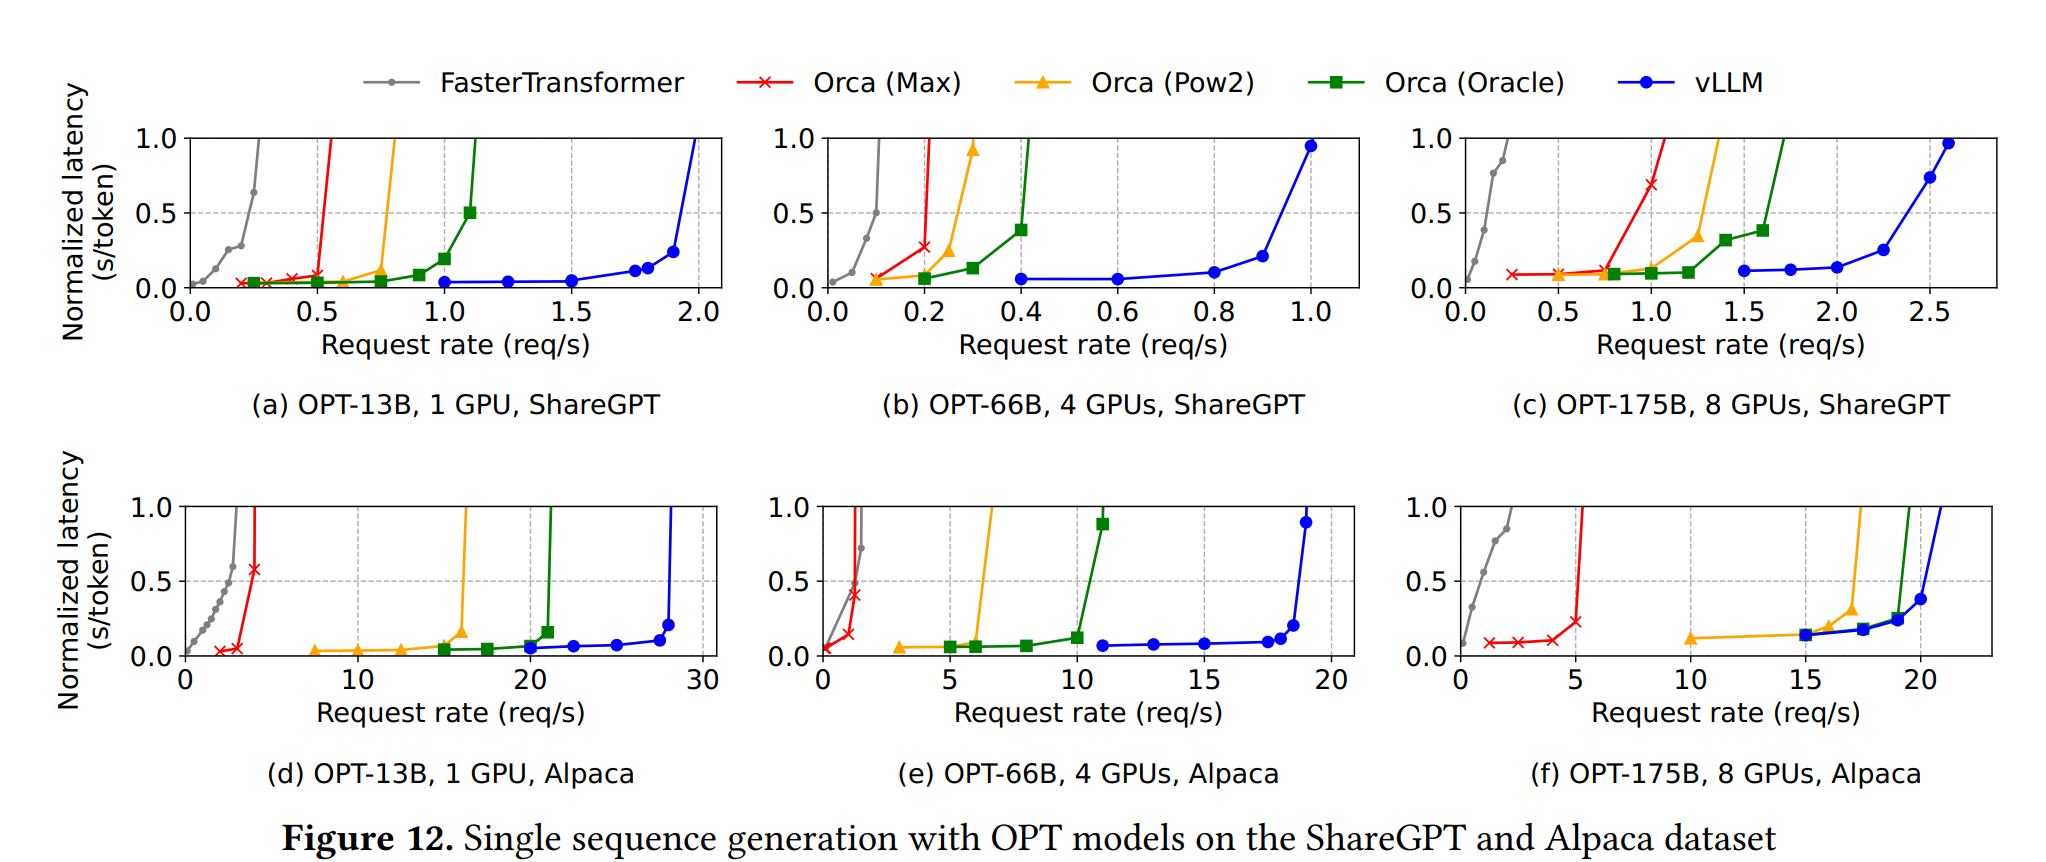 FasterTransformer Orca (Max) Orca (Pow2) Orca (Oracle) vLLM
Normalized latency
(s/token)
1.0
0.5
0.0
0.0 0.5 1.0 1.5 2.0
Request rate (req/s)
(a) OPT-13B, 1 GPU, ShareGPT
1.0
0.5
0.0
0.0 0.2 0.4 0.6 0.8 1.0
Request rate (req/s)
(b) OPT-66B, 4 GPUs, ShareGPT
1.0
0.5
0.0
0.0 0.5 1.0 1.5 2.0 2.5
Request rate (req/s)
(c) OPT-175B, 8 GPUs, ShareGPT
Normalized latency
(s/token)
1.0
0.5
0.0
0 10 20 30
Request rate (req/s)
(d) OPT-13B, 1 GPU, Alpaca
1.0
0.5
0.0
0 5 10 15 20
Request rate (req/s)
(e) OPT-66B, 4 GPUs, Alpaca
1.0
0.5
0.0
0 5 10 15 20
Request rate (req/s)
(f) OPT-175B, 8 GPUs, Alpaca
Figure 12. Single sequence generation with OPT models on the ShareGPT and Alpaca dataset